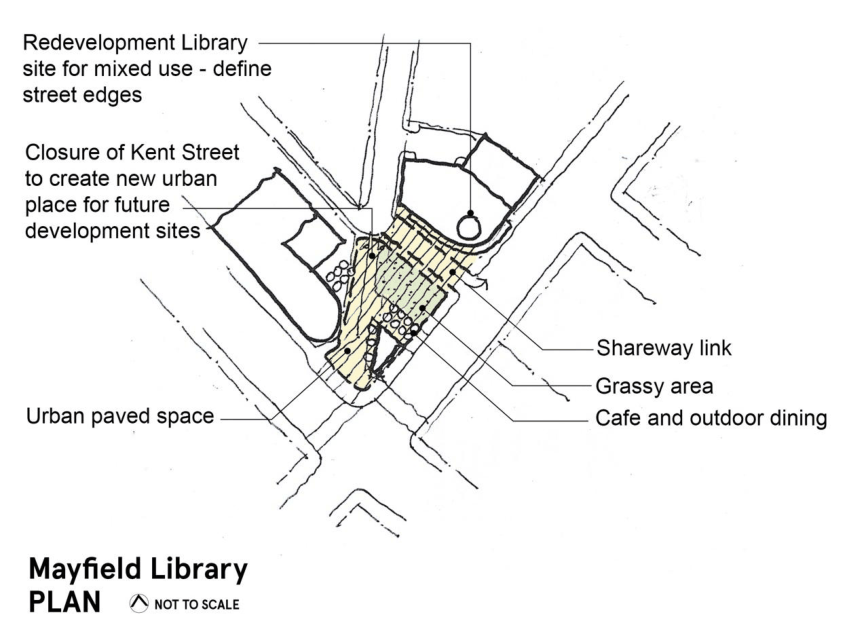 Redevelopment Library
site for mixed use - define
street edges
Closure of Kent Street
to create new urban
place for future
development sites
Shareway link
Grassy area
Cafe and outdoor dining
Urban paved space
Mayfield Library
PLAN
NOT TO SCALE